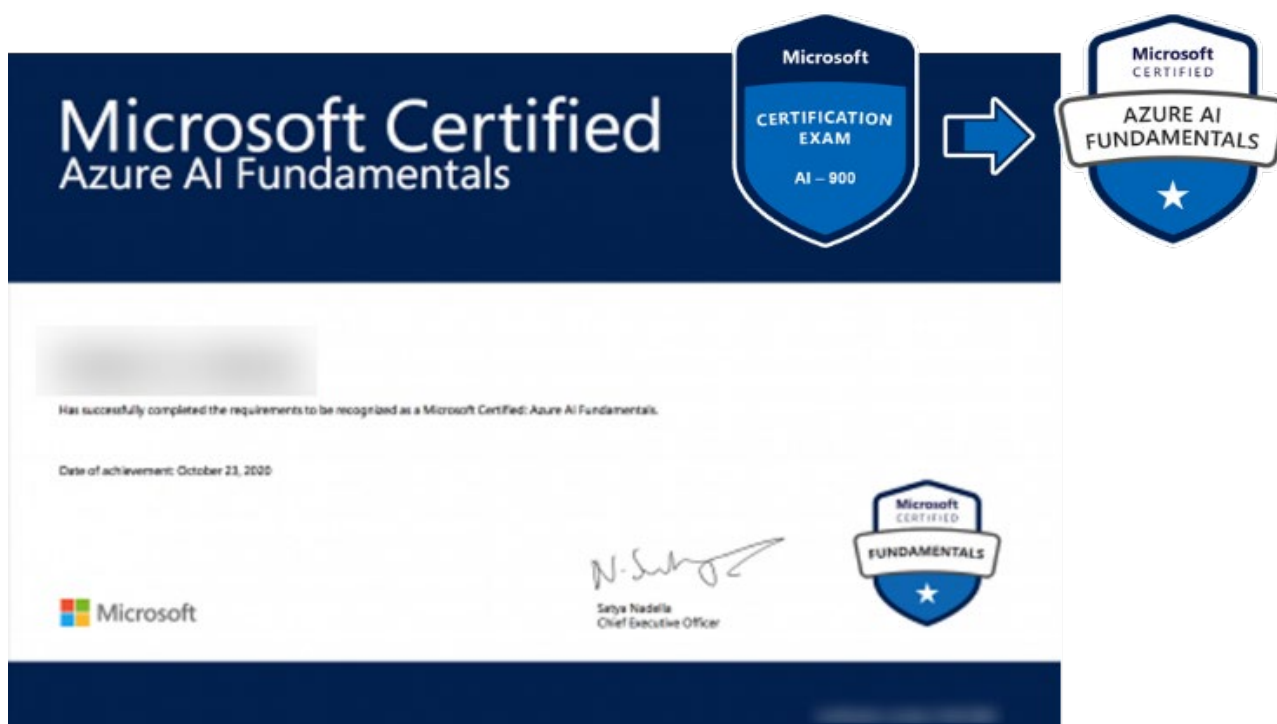 Microsoft Certified
Azure AI Fundamentals
Microsoft
CERTIFICATION
EXAM
AI – 900
Microsoft
CERTIFIED
AZURE AI
FUNDAMENTALS
Has successfully completed the requirements to be recognized as a Microsoft Certified: Azure AI Fundamentals.
Date of achievement: October 23, 2020
Microsoft
Satya Nadella
Chief Executive Officer
Microsoft
CERTIFIED
FUNDAMENTALS